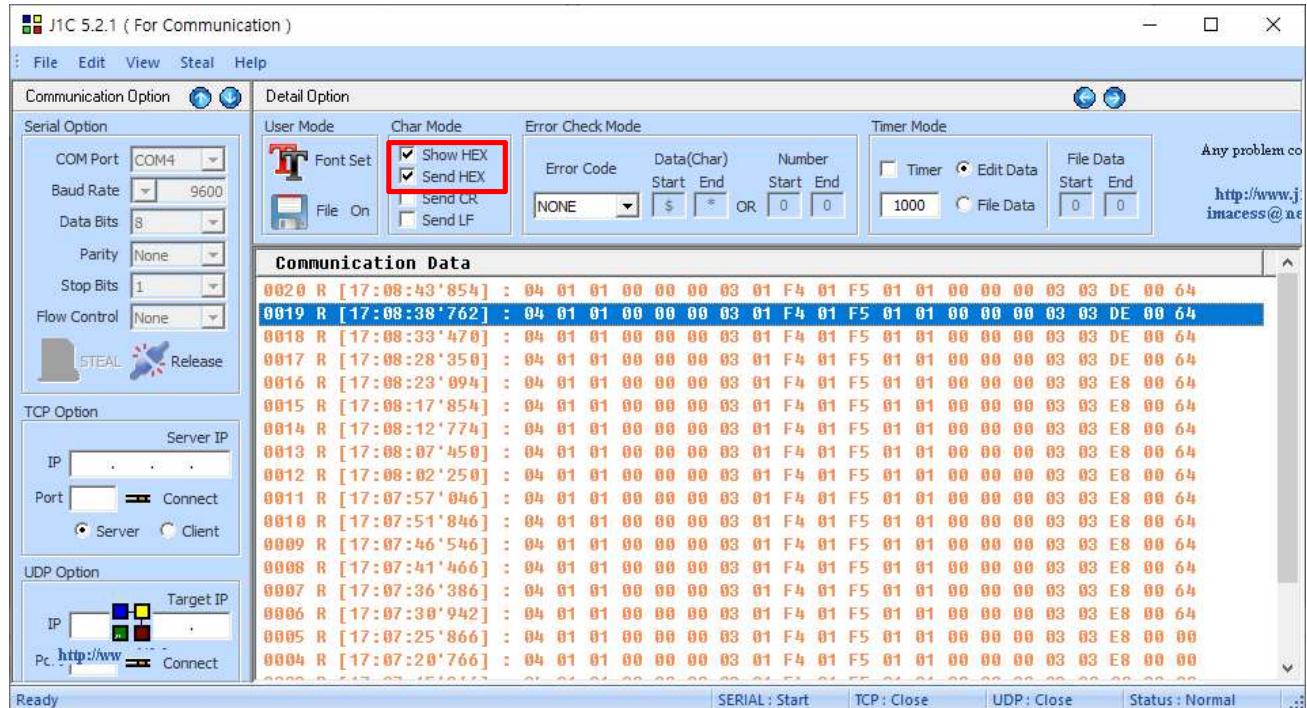 J1C 5.2.1 ( For Communication )
File Edit View Steal Help
Communication Option
Detail Option
Serial Option
COM Port COM4
Baud Rate 9600
Data Bits 8
Parity None
Stop Bits 1
Flow Control None
STEAL Release
TCP Option
Server IP
IP . . .
Port Connect
Server Client
UDP Option
Target IP
IP .
http://ww
Connect
User Mode
Font Set
File On
Char Mode
Show HEX
Send HEX
Send CR
Send LF
Error Check Mode
Error Code Data(Char) Number
Start End Start End
NONE $ * OR 0 0
Timer Mode
Timer Edit Data File Data
Start End
1000 File Data 0 0
Any problem co
http://www.j
imacess@ne
Communication Data
0020 R [17:08:43'854] : 04 01 01 00 00 00 03 01 F4 01 F5 01 01 00 00 00 03 03 DE 00 64
0019 R [17:08:38'762] : 04 01 01 00 00 00 03 01 F4 01 F5 01 01 00 00 00 03 03 DE 00 64
0018 R [17:08:33'470] : 04 01 01 00 00 00 03 01 F4 01 F5 01 01 00 00 00 03 03 DE 00 64
0017 R [17:08:28'350] : 04 01 01 00 00 00 03 01 F4 01 F5 01 01 00 00 00 03 03 DE 00 64
0016 R [17:08:23'094] : 04 01 01 00 00 00 03 01 F4 01 F5 01 01 00 00 00 03 03 E8 00 64
0015 R [17:08:17'854] : 04 01 01 00 00 00 03 01 F4 01 F5 01 01 00 00 00 03 03 E8 00 64
0014 R [17:08:12'774] : 04 01 01 00 00 00 03 01 F4 01 F5 01 01 00 00 00 03 03 E8 00 64
0013 R [17:08:07'450] : 04 01 01 00 00 00 03 01 F4 01 F5 01 01 00 00 00 03 03 E8 00 64
0012 R [17:08:02'250] : 04 01 01 00 00 00 03 01 F4 01 F5 01 01 00 00 00 03 03 E8 00 64
0011 R [17:07:57'046] : 04 01 01 00 00 00 03 01 F4 01 F5 01 01 00 00 00 03 03 E8 00 64
0010 R [17:07:51'846] : 04 01 01 00 00 00 03 01 F4 01 F5 01 01 00 00 00 03 03 E8 00 64
0009 R [17:07:46'546] : 04 01 01 00 00 00 03 01 F4 01 F5 01 01 00 00 00 03 03 E8 00 64
0008 R [17:07:41'466] : 04 01 01 00 00 00 03 01 F4 01 F5 01 01 00 00 00 03 03 E8 00 64
0007 R [17:07:36'386] : 04 01 01 00 00 00 03 01 F4 01 F5 01 01 00 00 00 03 03 E8 00 64
0006 R [17:07:30'942] : 04 01 01 00 00 00 03 01 F4 01 F5 01 01 00 00 00 03 03 E8 00 64
0005 R [17:07:25'866] : 04 01 01 00 00 00 03 01 F4 01 F5 01 01 00 00 00 03 03 E8 00 00
0004 R [17:07:20'766] : 04 01 01 00 00 00 03 01 F4 01 F5 01 01 00 00 00 03 03 E8 00 00
Ready SERIAL : Start TCP : Close UDP : Close Status : Normal